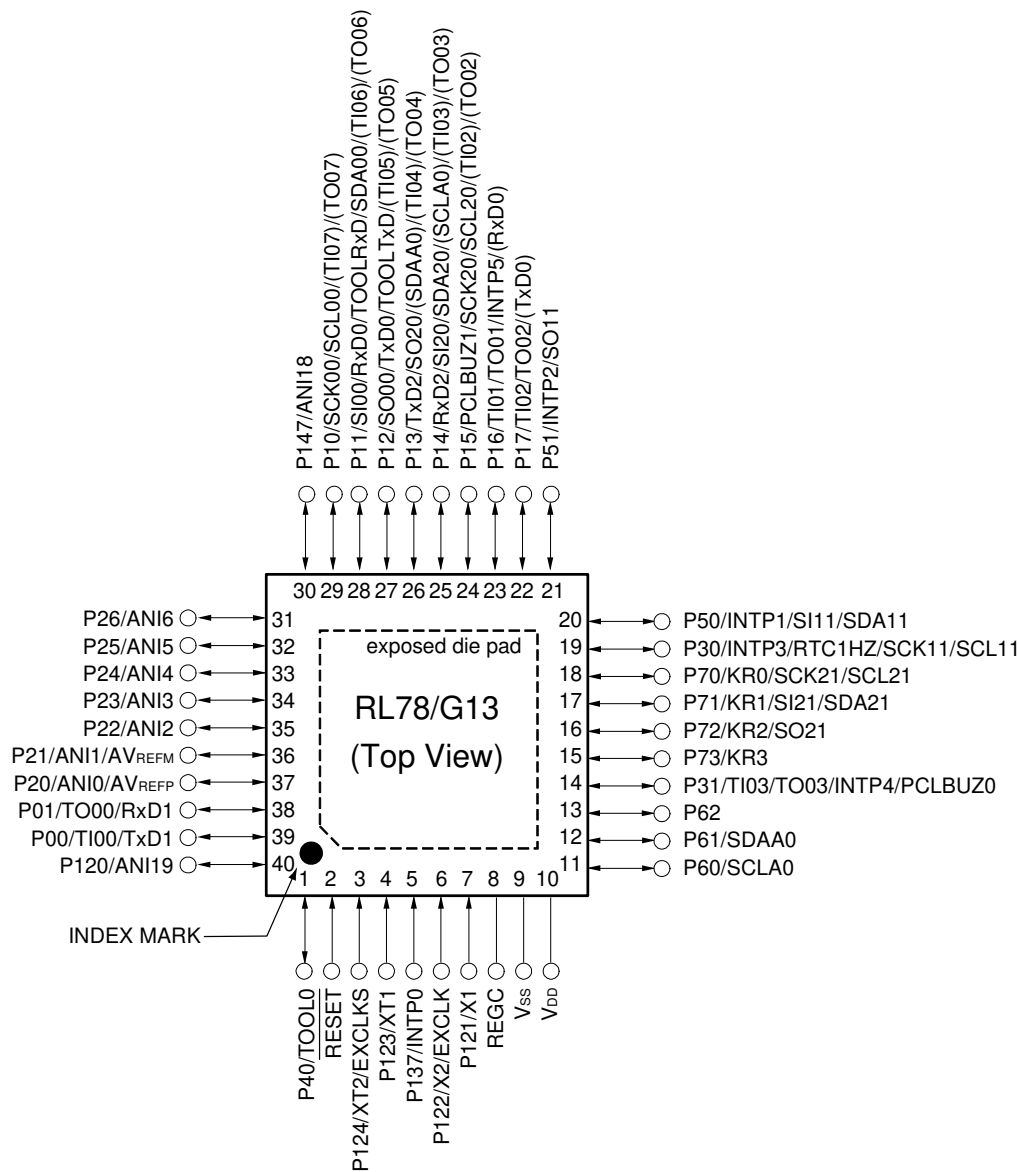 P147/ANI18
P10/SCK00/SCL00/(TI07)/(TO07)
P11/SI00/RxD0/TOOLRxD/SDA00/(TI06)/(TO06)
P12/SO00/TxD0/TOOLTxD/(TI05)/(TO05)
P13/TxD2/SO20/(SDAA0)/(TI04)/(TO04)
P14/RxD2/SI20/SDA20/(SCLA0)/(TI03)/(TO03)
P15/PCLBUZ1/SCK20/SCL20/(TI02)/(TO02)
P16/TI01/TO01/INTP5/(RxD0)
P17/TI02/TO02/(TxD0)
P51/INTP2/SO11
30 29 28 27 26 25 24 23 22 21
P26/ANI6 31
P25/ANI5 32
P24/ANI4 33
P23/ANI3 34
P22/ANI2 35
P21/ANI1/AVREFM 36
P20/ANI0/AVREFP 37
P01/TO00/RxD1 38
P00/TI00/TxD1 39
P120/ANI19 40
exposed die pad
RL78/G13
(Top View)
20 P50/INTP1/SI11/SDA11
19 P30/INTP3/RTC1HZ/SCK11/SCL11
18 P70/KR0/SCK21/SCL21
17 P71/KR1/SI21/SDA21
16 P72/KR2/SO21
15 P73/KR3
14 P31/TI03/TO03/INTP4/PCLBUZ0
13 P62
12 P61/SDAA0
11 P60/SCLA0
1 2 3 4 5 6 7 8 9 10
INDEX MARK
P40/TOOL0
RESET
P124/XT2/EXCLKS
P123/XT1
P137/INTP0
P122/X2/EXCLK
P121/X1
REGC
VSS
VDD